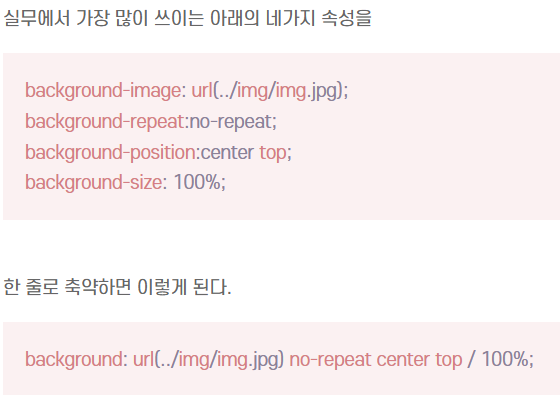 실무에서 가장 많이 쓰이는 아래의 네가지 속성을
background-image: url(../img/img.jpg);
background-repeat:no-repeat;
background-position:center top;
background-size: 100%;
한 줄로 축약하면 이렇게 된다.
background: url(../img/img.jpg) no-repeat center top / 100%;